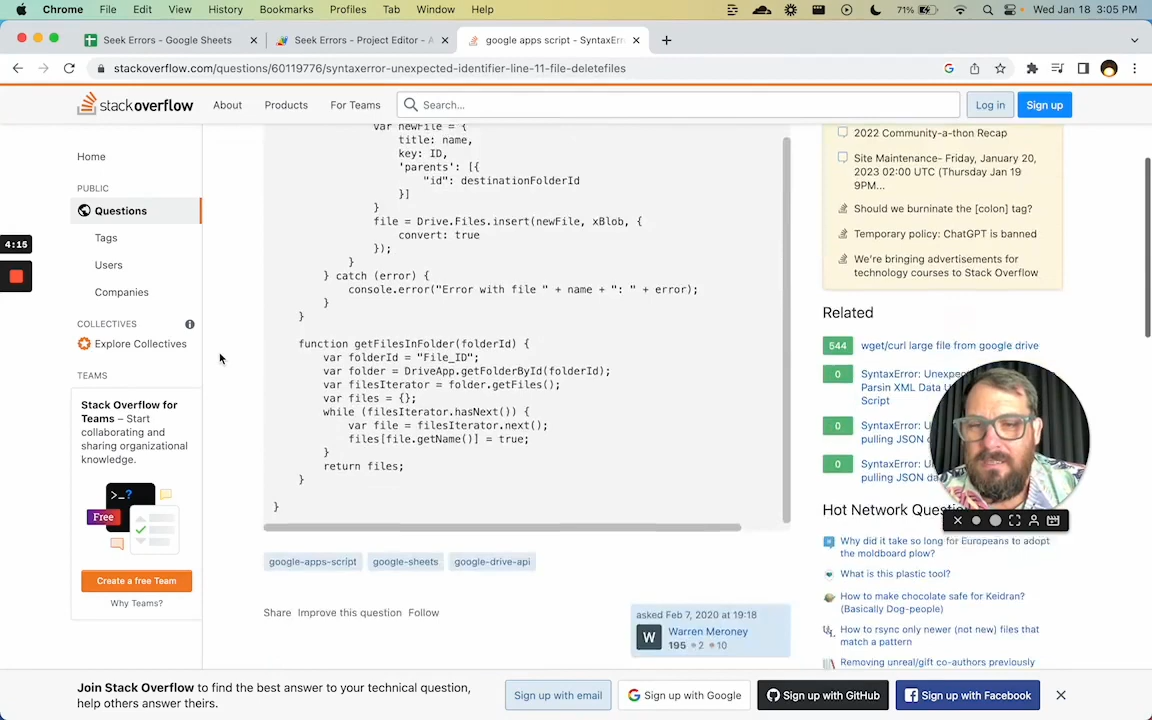 Chrome File Edit View History Bookmarks Profiles Tab Window Help 71% Wed Jan 18 3:05 PM
Seek Errors - Google Sheets
Seek Errors - Project Editor - A
google apps script - SyntaxErr
stackoverflow.com/questions/60119776/syntaxerror-unexpected-identifier-line-11-file-deletefiles
stackoverflow About Products For Teams Search... Log in Sign up
Home
PUBLIC
Questions
Tags
Users
Companies
COLLECTIVES
Explore Collectives
TEAMS
Stack Overflow for
Teams – Start
collaborating and
sharing organizational
knowledge.
>_?
Free
Create a free Team
Why Teams?
4:15
var newFile = {
title: name,
key: ID,
'parents': [{
"id": destinationFolderId
}]
}
file = Drive.Files.insert(newFile, xBlob, {
convert: true
});
}
} catch (error) {
console.error("Error with file " + name + ": " + error);
}
}
function getFilesInFolder(folderId) {
var folderId = "File_ID";
var folder = DriveApp.getFolderById(folderId);
var filesIterator = folder.getFiles();
var files = {};
while (filesIterator.hasNext()) {
var file = filesIterator.next();
files[file.getName()] = true;
}
return files;
}
}
google-apps-script google-sheets google-drive-api
Share Improve this question Follow
asked Feb 7, 2020 at 19:18
W
Warren Meroney
195 2 10
2022 Community-a-thon Recap
Site Maintenance- Friday, January 20,
2023 02:00 UTC (Thursday Jan 19
9PM...
Should we burninate the [colon] tag?
Temporary policy: ChatGPT is banned
We're bringing advertisements for
technology courses to Stack Overflow
Related
544 wget/curl large file from google drive
0 SyntaxError: Unexpe
Parsin XML Data U
Script
0 SyntaxError: U
pulling JSON
0 SyntaxError: U
pulling JSON da
Hot Network Questi
Why did it take so long for Europeans to adopt
the moldboard plow?
What is this plastic tool?
How to make chocolate safe for Keidran?
(Basically Dog-people)
How to rsync only newer (not new) files that
match a pattern
Removing unreal/gift co-authors previously
Join Stack Overflow to find the best answer to your technical question,
help others answer theirs.
Sign up with email
Sign up with Google
Sign up with GitHub
Sign up with Facebook